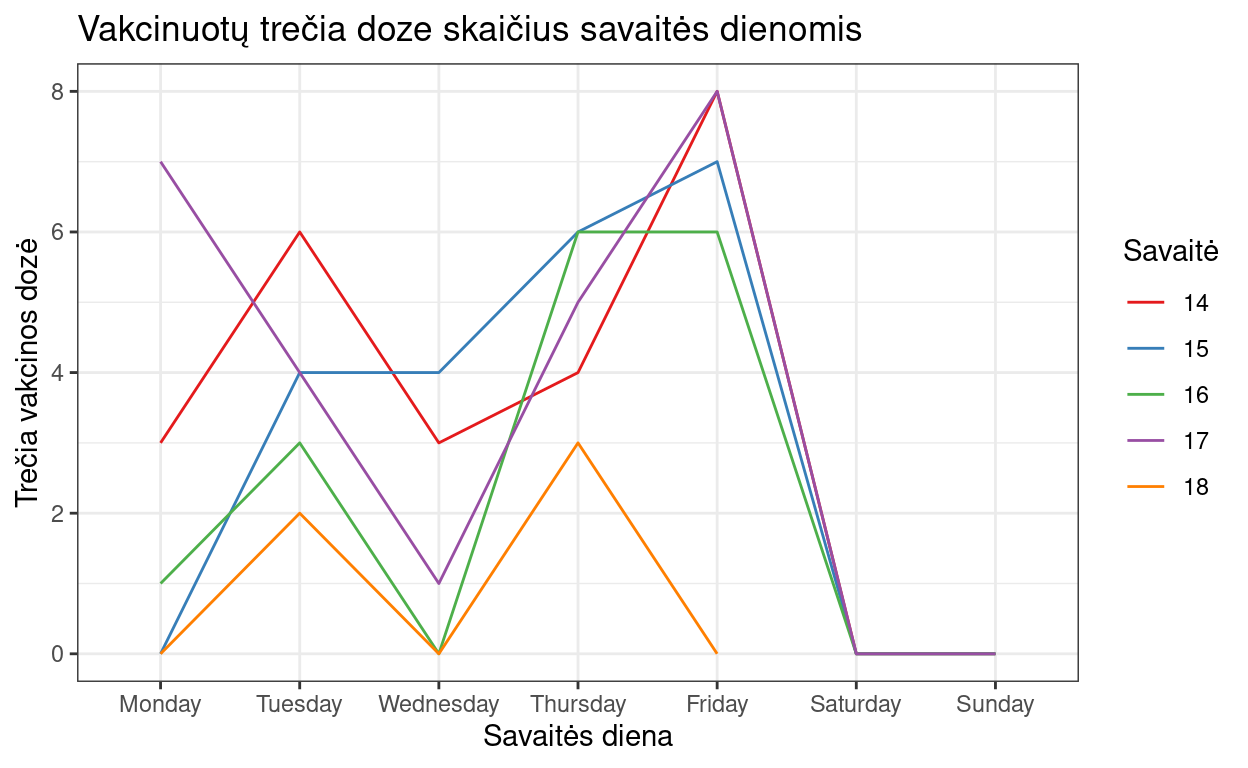 Vakcinuotų trečia doze skaičius savaitės dienomis
Trečia vakcinos dozė
8
6
4
2
0
Monday Tuesday Wednesday Thursday Friday Saturday Sunday
Savaitės diena
Savaitė
14
15
16
17
18